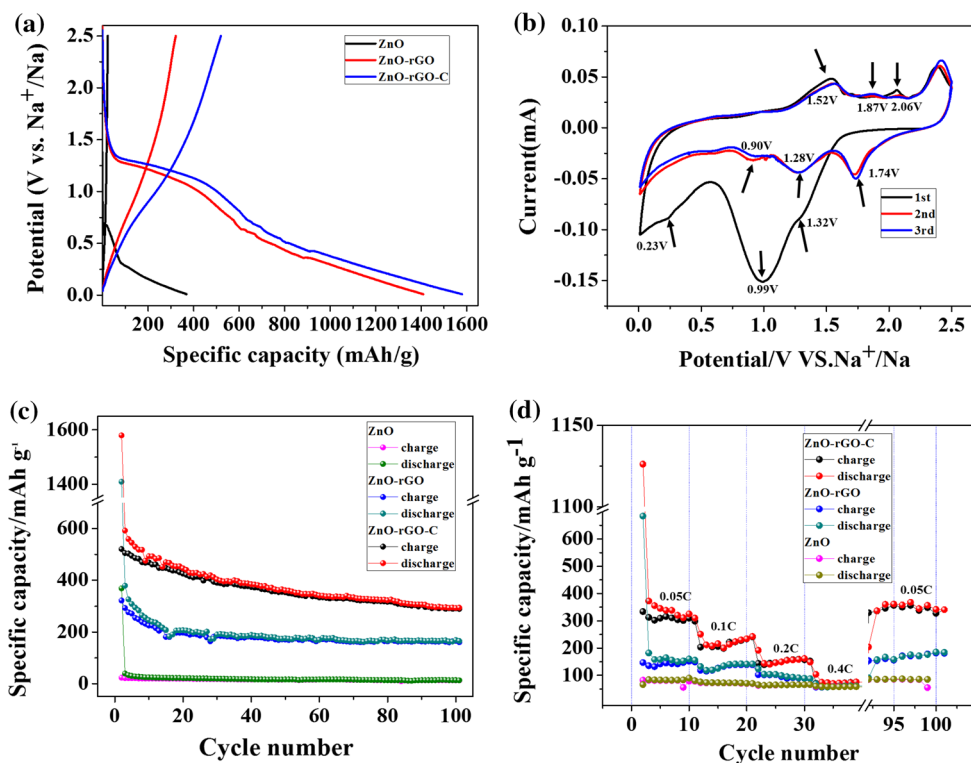 (a)
2.5
2.0
1.5
1.0
0.5
0.0
Potential (V vs. Na⁺/Na)
ZnO
ZnO-rGO
ZnO-rGO-C
200 400 600 800 1000 1200 1400 1600
Specific capacity (mAh/g)
(b)
0.10
0.05
0.00
-0.05
-0.10
-0.15
Current(mA)
1.52V
1.87V
2.06V
0.90V
1.28V
1.74V
0.23V
1.32V
0.99V
1st
2nd
3rd
0.0 0.5 1.0 1.5 2.0 2.5
Potential/V VS.Na⁺/Na
(c)
1600
1400
600
400
200
0
Specific capacity/mAh g⁻¹
ZnO
charge
discharge
ZnO-rGO
charge
discharge
ZnO-rGO-C
charge
discharge
0 20 40 60 80 100
Cycle number
(d)
1150
1100
500
400
300
200
100
Specific capacity/mAh g⁻¹
ZnO-rGO-C
charge
discharge
ZnO-rGO
charge
discharge
ZnO
charge
discharge
0.05C
0.1C
0.2C
0.4C
0.05C
0 10 20 30 95 100
Cycle number